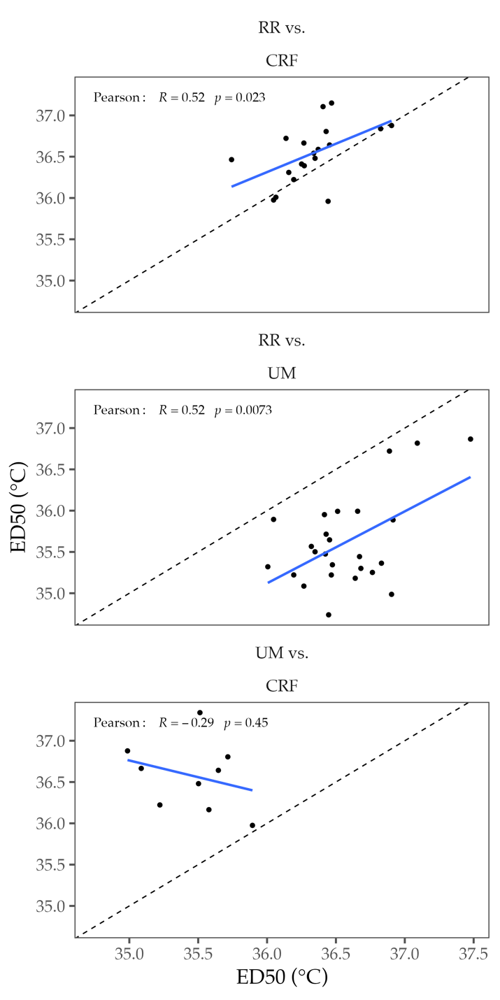 RR vs.
CRF
Pearson : R = 0.52 p = 0.023
37.0
36.5
36.0
35.5
35.0
RR vs.
UM
Pearson : R = 0.52 p = 0.0073
37.0
36.5
36.0
35.5
35.0
ED50 (°C)
UM vs.
CRF
Pearson : R = −0.29 p = 0.45
37.0
36.5
36.0
35.5
35.0
35.0 35.5 36.0 36.5 37.0 37.5
ED50 (°C)